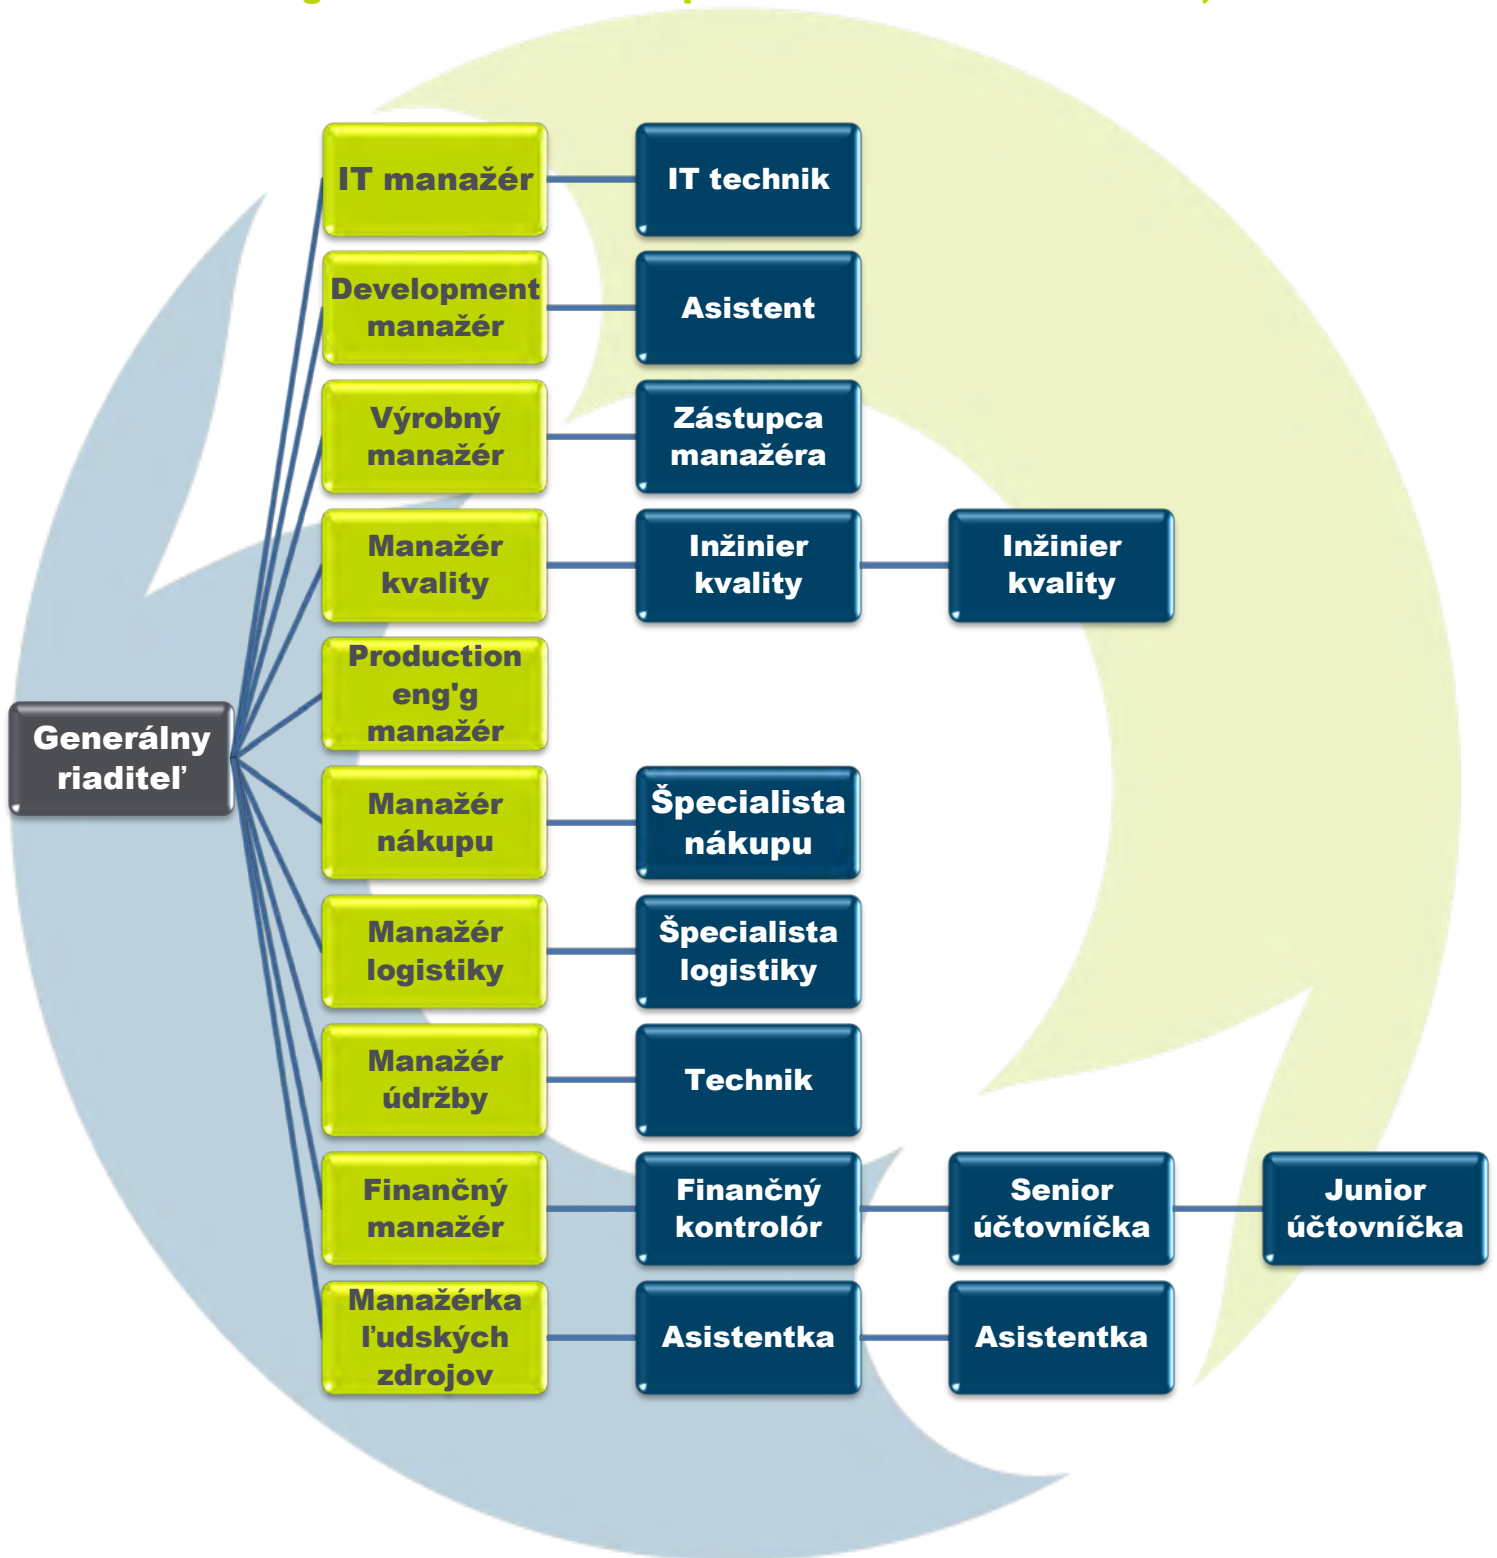 IT manažér
IT technik
Development
manažér
Asistent
Výrobný
manažér
Zástupca
manažéra
Manažér
kvality
Inžinier
kvality
Inžinier
kvality
Production
eng'g
manažér
Generálny
riaditeľ
Manažér
nákupu
Špecialista
nákupu
Manažér
logistiky
Špecialista
logistiky
Manažér
údržby
Technik
Finančný
manažér
Finančný
kontrolór
Senior
účtovníčka
Junior
účtovníčka
Manažérka
ľudských
zdrojov
Asistentka
Asistentka